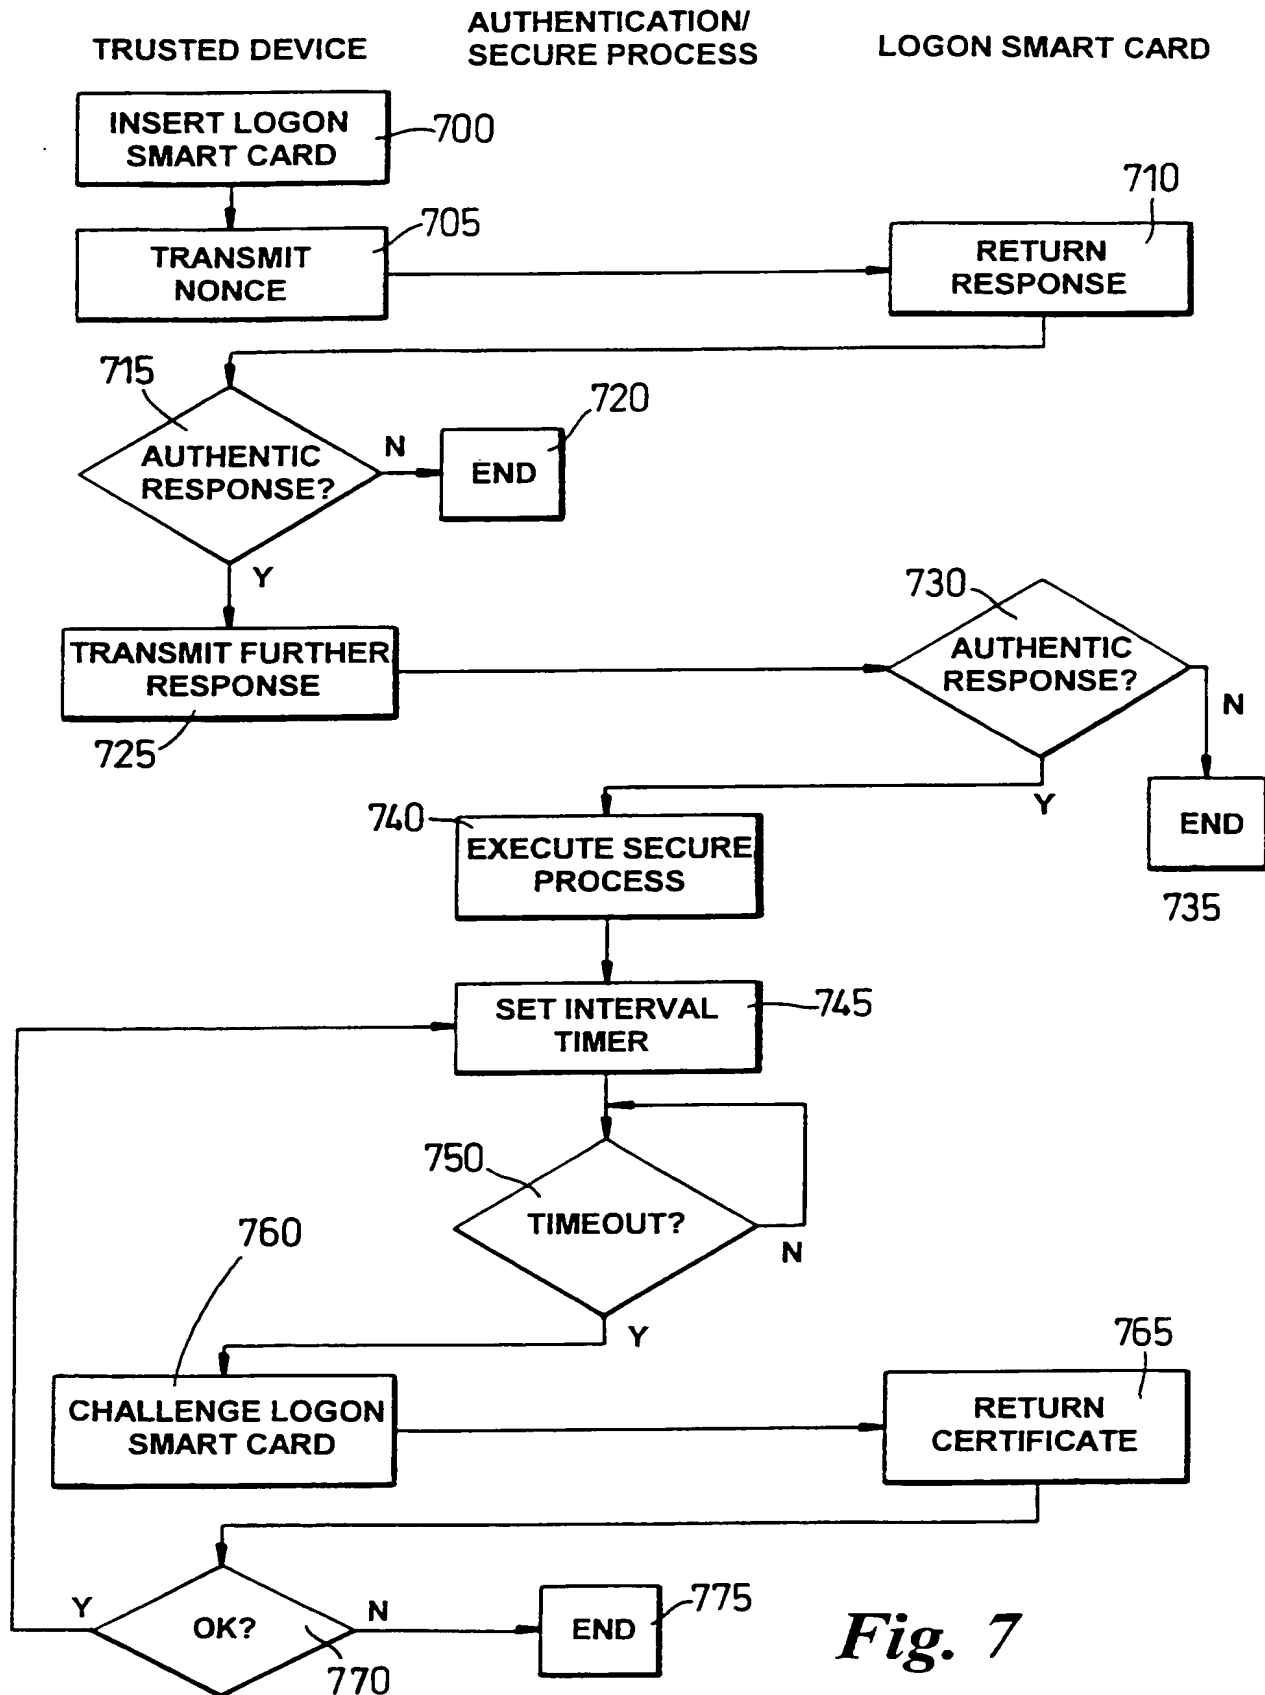 TRUSTED DEVICE
AUTHENTICATION/
SECURE PROCESS
LOGON SMART CARD
INSERT LOGON
SMART CARD
700
TRANSMIT
NONCE
705
RETURN
RESPONSE
710
715
AUTHENTIC
RESPONSE?
N
END
720
Y
TRANSMIT FURTHER
RESPONSE
725
730
AUTHENTIC
RESPONSE?
N
Y
END
735
740
EXECUTE SECURE
PROCESS
SET INTERVAL
TIMER
745
750
TIMEOUT?
N
Y
760
CHALLENGE LOGON
SMART CARD
765
RETURN
CERTIFICATE
Y
OK?
N
770
END
775
Fig. 7